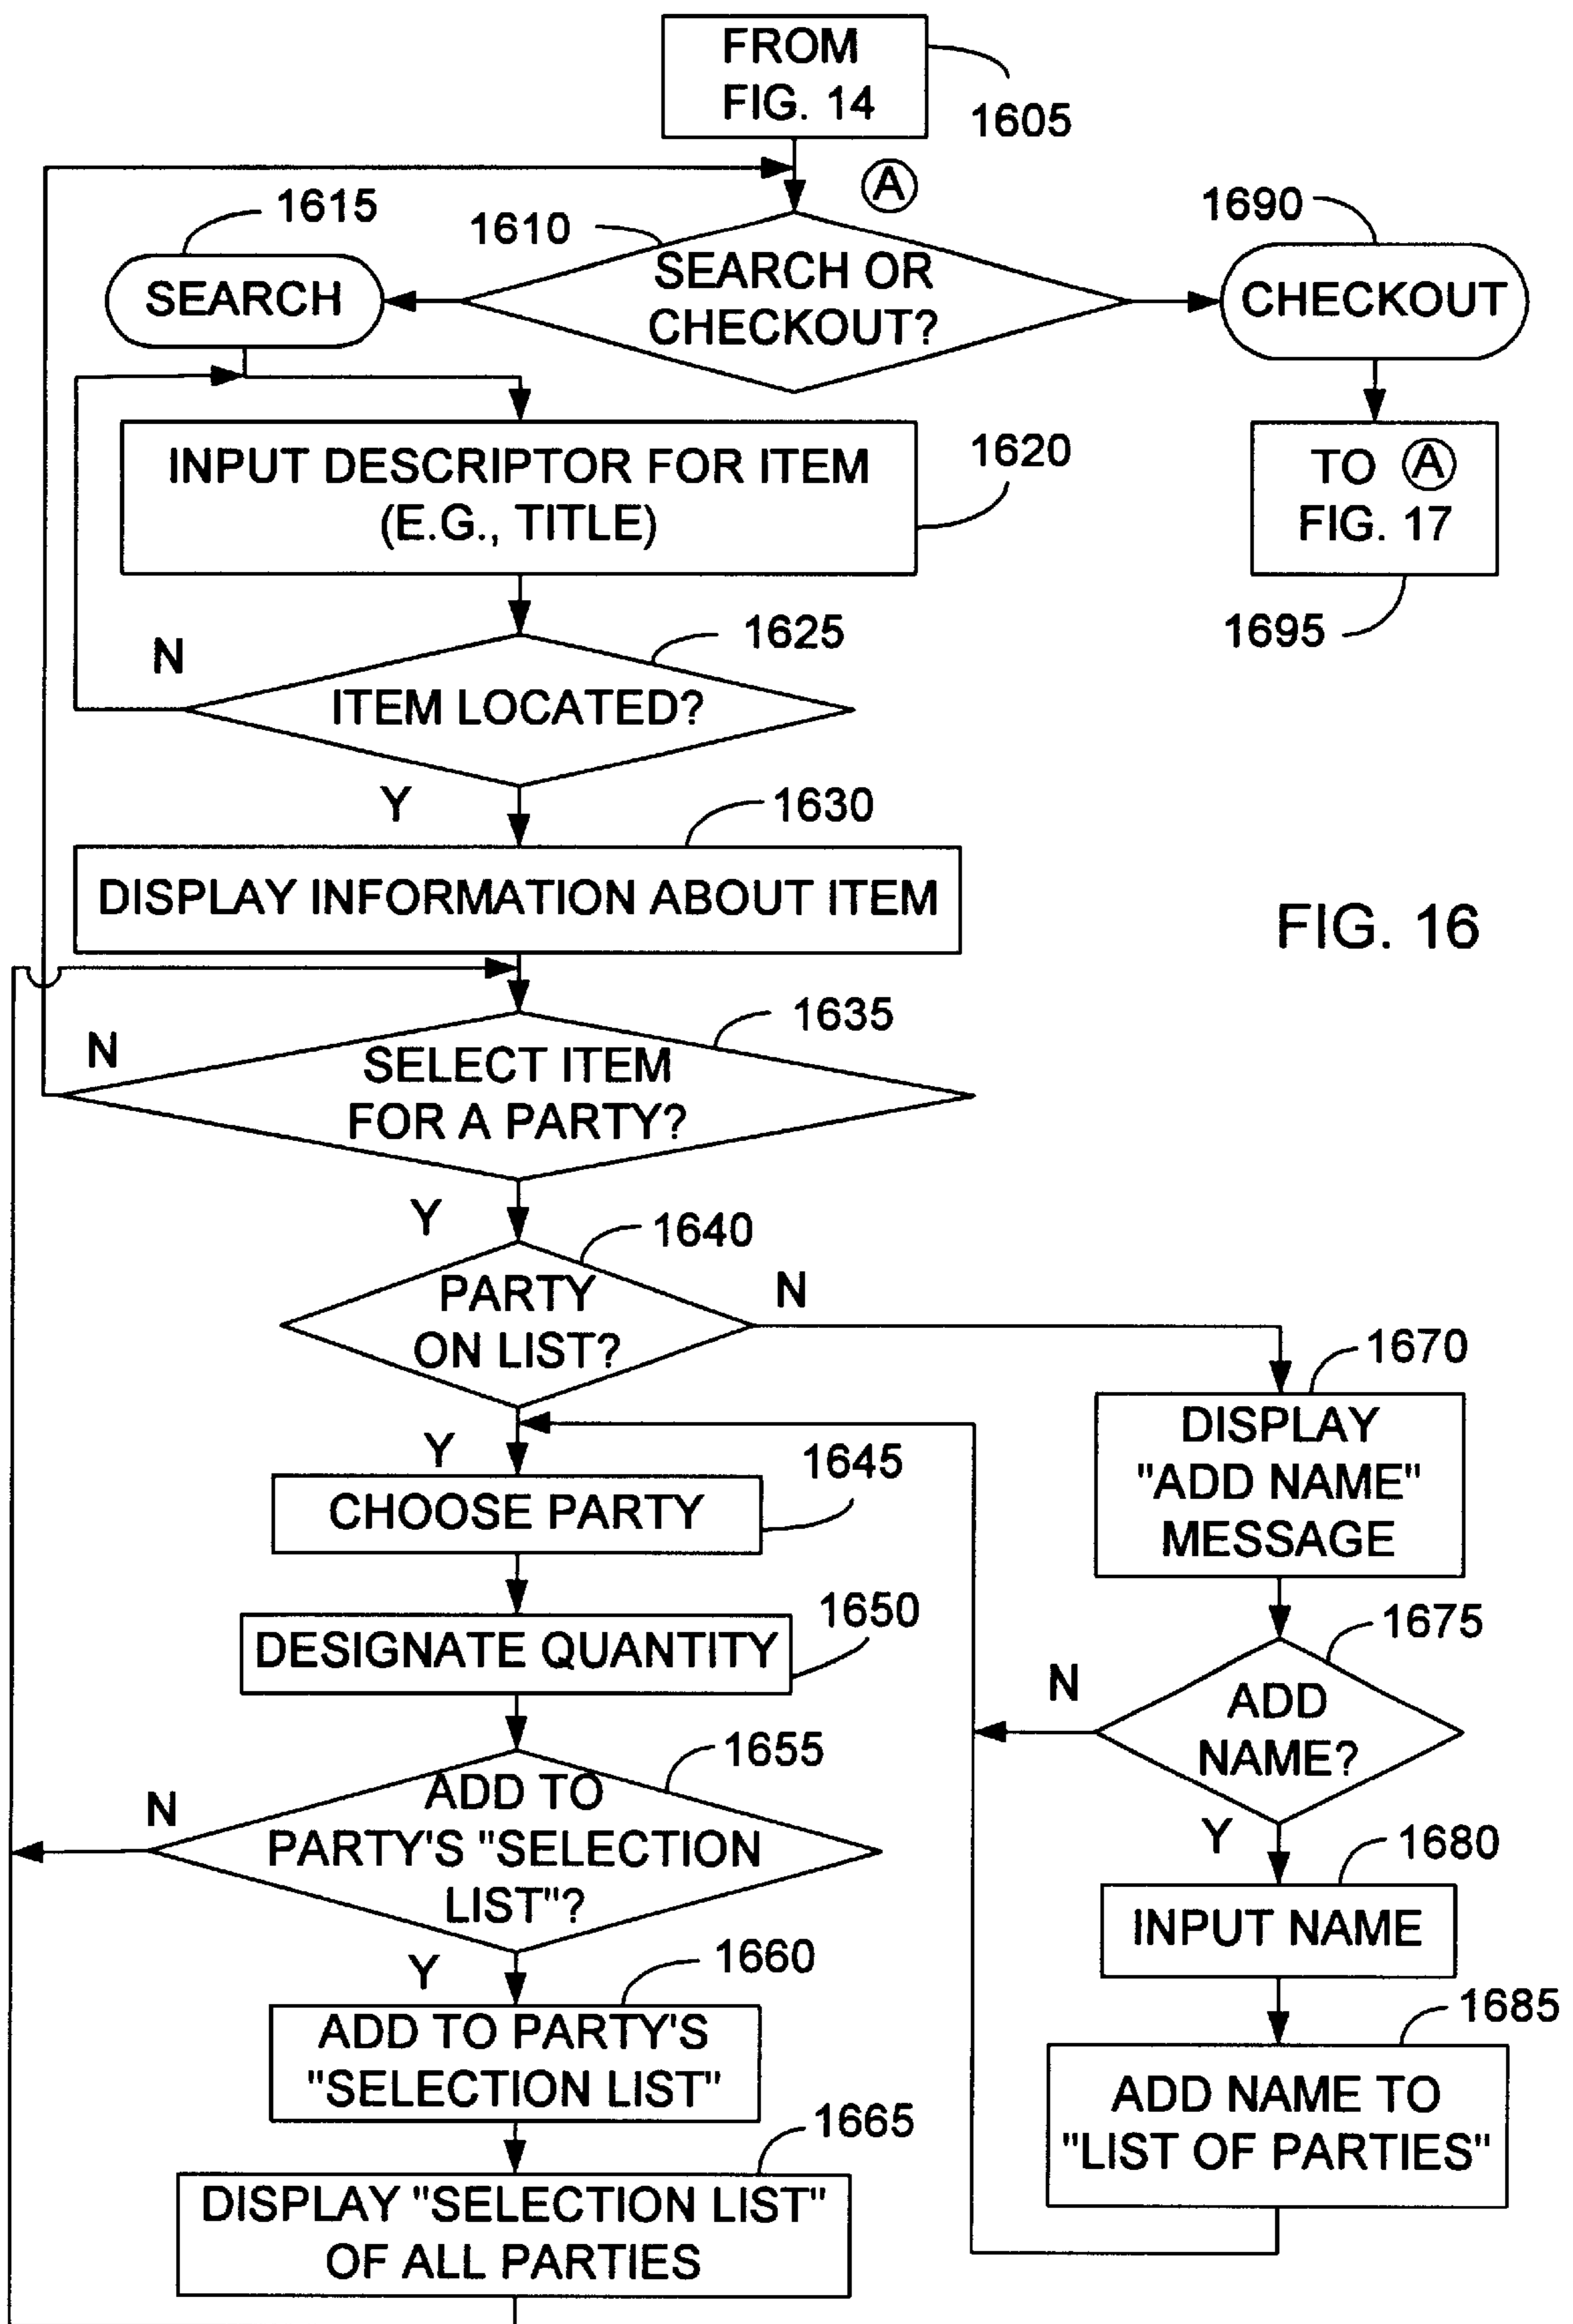 FROM
FIG. 14
1605
A
1615
1610
1690
SEARCH
SEARCH OR
CHECKOUT?
CHECKOUT
INPUT DESCRIPTOR FOR ITEM
(E.G., TITLE)
1620
TO A
FIG. 17
1695
1625
N
ITEM LOCATED?
Y
1630
DISPLAY INFORMATION ABOUT ITEM
FIG. 16
1635
N
SELECT ITEM
FOR A PARTY?
Y
1640
PARTY
ON LIST?
N
1670
DISPLAY
"ADD NAME"
MESSAGE
Y
1645
CHOOSE PARTY
1650
DESIGNATE QUANTITY
1675
N
ADD
NAME?
Y
1655
N
ADD TO
PARTY'S "SELECTION
LIST"?
Y
1680
INPUT NAME
1660
ADD TO PARTY'S
"SELECTION LIST"
1685
ADD NAME TO
"LIST OF PARTIES"
1665
DISPLAY "SELECTION LIST"
OF ALL PARTIES